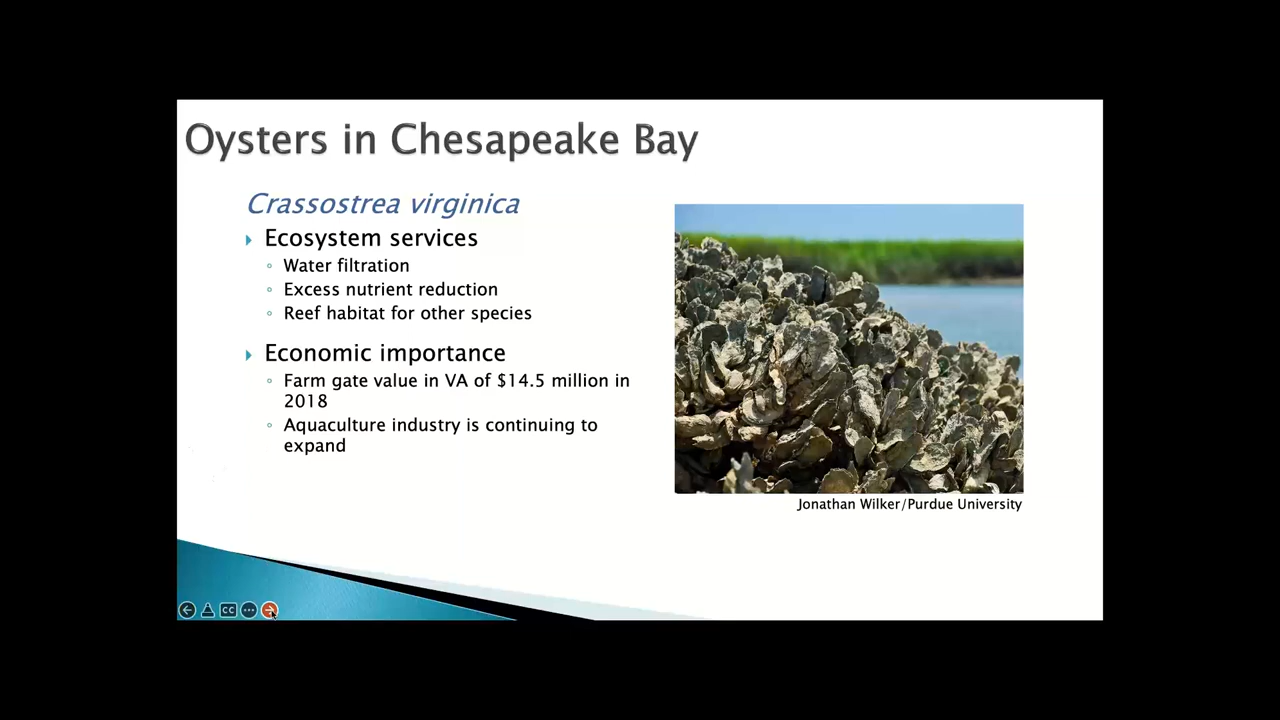 Oysters in Chesapeake Bay
Crassostrea virginica
Ecosystem services
Water filtration
Excess nutrient reduction
Reef habitat for other species
Economic importance
Farm gate value in VA of $14.5 million in
2018
Aquaculture industry is continuing to
expand
Jonathan Wilker/Purdue University
CC